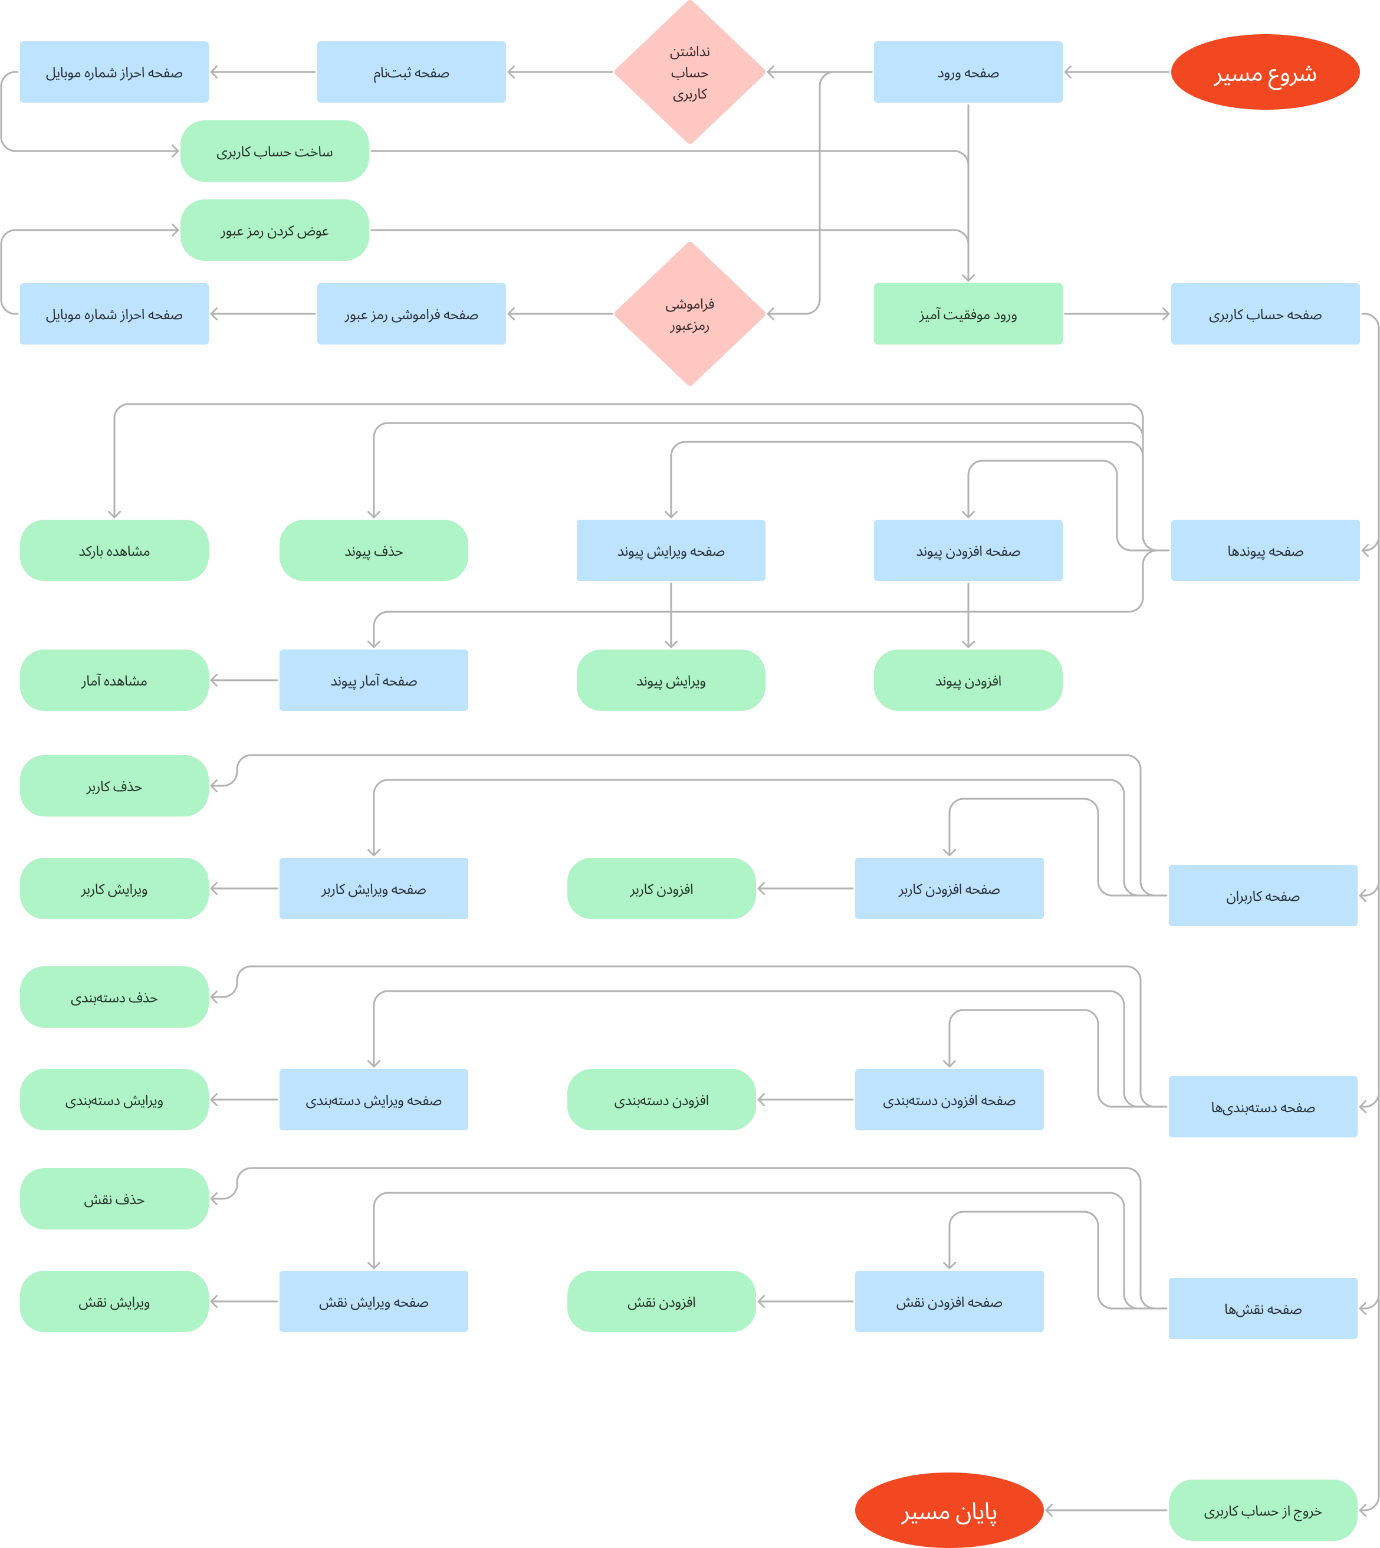 شروع مسیر
صفحه ورود
نداشتن
حساب
کاربری
صفحه ثبت‌نام
صفحه احراز شماره موبایل
ساخت حساب کاربری
عوض کردن رمز عبور
صفحه حساب کاربری
ورود موفقیت آمیز
فراموشی
رمزعبور
صفحه فراموشی رمز عبور
صفحه احراز شماره موبایل
صفحه پیوندها
صفحه افزودن پیوند
صفحه ویرایش پیوند
حذف پیوند
مشاهده بارکد
افزودن پیوند
ویرایش پیوند
صفحه آمار پیوند
مشاهده آمار
حذف کاربر
صفحه کاربران
صفحه افزودن کاربر
افزودن کاربر
صفحه ویرایش کاربر
ویرایش کاربر
حذف دسته‌بندی
صفحه دسته‌بندی‌ها
صفحه افزودن دسته‌بندی
افزودن دسته‌بندی
صفحه ویرایش دسته‌بندی
ویرایش دسته‌بندی
حذف نقش
صفحه نقش‌ها
صفحه افزودن نقش
افزودن نقش
صفحه ویرایش نقش
ویرایش نقش
خروج از حساب کاربری
پایان مسیر